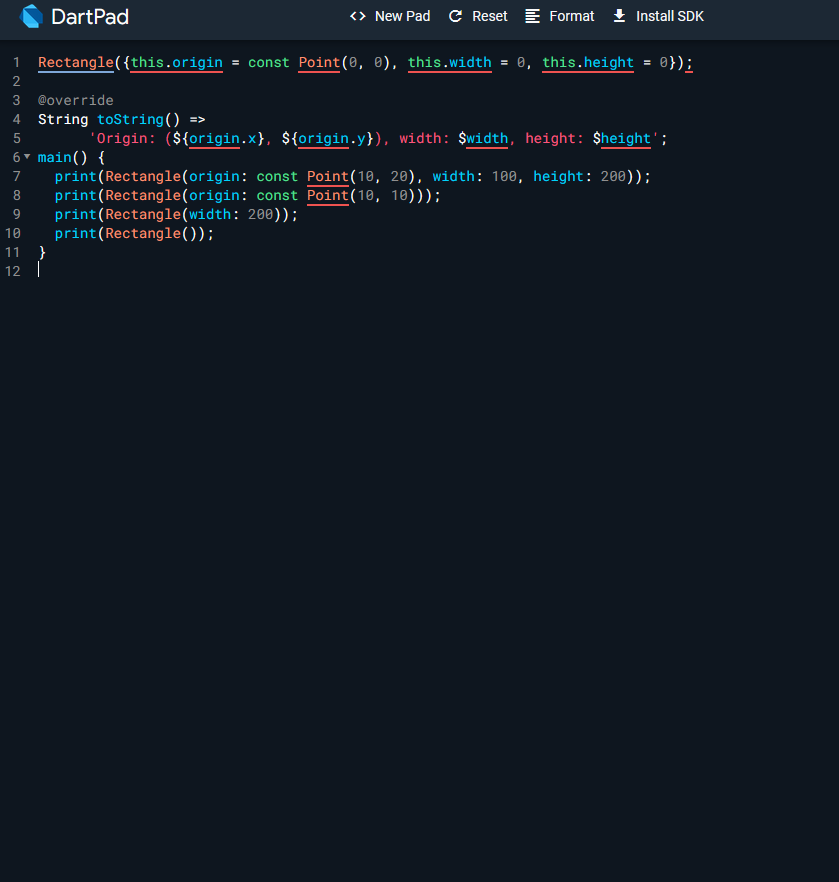 DartPad
<> New Pad Reset Format Install SDK
1 Rectangle({this.origin = const Point(0, 0), this.width = 0, this.height = 0});
2
3 @override
4 String toString() =>
5 'Origin: (${origin.x}, ${origin.y}), width: $width, height: $height';
6 main() {
7 print(Rectangle(origin: const Point(10, 20), width: 100, height: 200));
8 print(Rectangle(origin: const Point(10, 10)));
9 print(Rectangle(width: 200));
10 print(Rectangle());
11 }
12